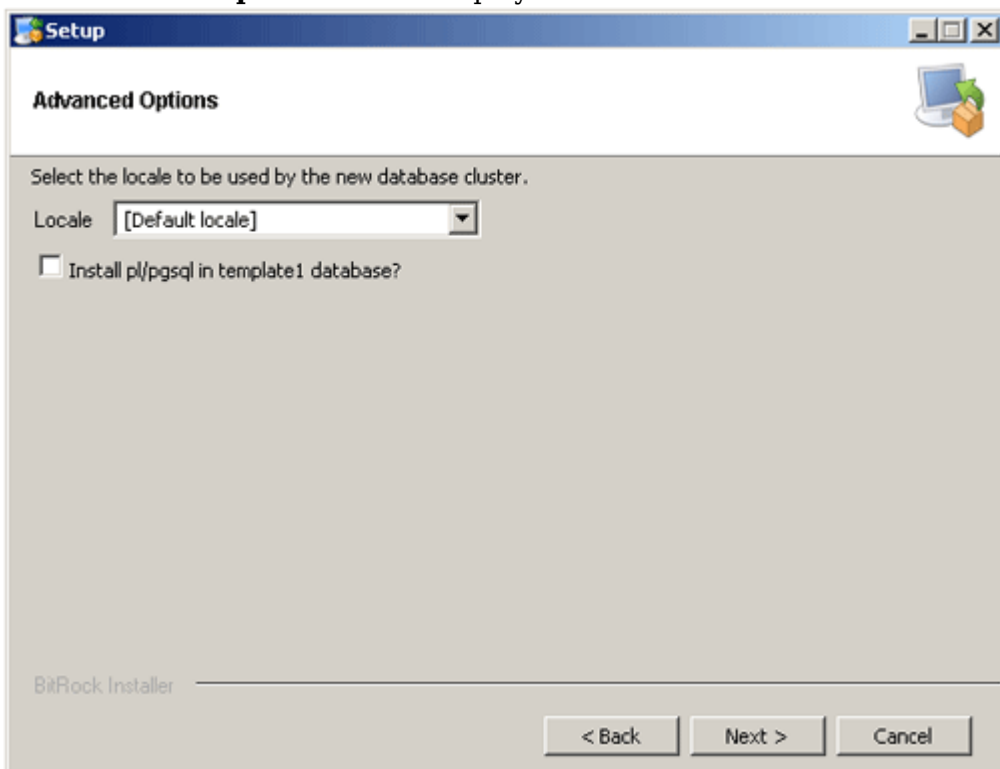 Setup
Advanced Options
Select the locale to be used by the new database cluster.
Locale [Default locale]
Install pl/pgsql in template1 database?
BitRock Installer
< Back Next > Cancel